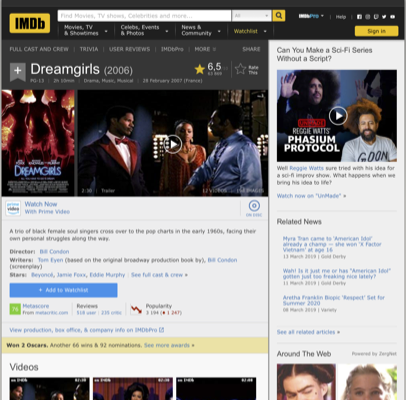 IMDb
Find Movies, TV shows, Celebrities and more...
All
IMDbPro
Help
Movies, TV
& Showtimes
Celebs, Events
& Photos
News &
Community
Watchlist
Sign in
FULL CAST AND CREW | TRIVIA | USER REVIEWS | IMDbPro | MORE
SHARE
+ Dreamgirls (2006)
PG-13 | 2h 10min | Drama, Music, Musical | 28 February 2007 (France)
6,5
Rate
This
DREAMGIRLS
2:30 | Trailer
Watch Now
With Prime Video
ON DISC
A trio of black female soul singers cross over to the pop charts in the early 1960s, facing their
own personal struggles along the way.
Director: Bill Condon
Writers: Tom Eyen (based on the original broadway production book by), Bill Condon
(screenplay)
Stars: Beyoncé, Jamie Foxx, Eddie Murphy | See full cast & crew »
+ Add to Watchlist
Metascore
From metacritic.com
Reviews
516 user | 220 critic
Popularity
3 194 (1 247)
View production, box office, & company info on IMDbPro
Won 2 Oscars. Another 66 wins & 92 nominations. See more awards »
Videos
Can You Make a Sci-Fi Series
Without a Script?
REGGIE WATTS'
PHASIUM
PROTOCOL
Well Reggie Watts sure tried with his idea for
a sci-fi improv show. What happens when we
bring his idea to life?
Watch now on "UnMade" »
Related News
Myra Tran came to 'American Idol'
already a champ — she won 'X Factor
Vietnam' at age 16
13 March 2019 | Gold Derby
Wah! Is it just me or has "American Idol"
gotten just too freaking nice lately?
11 March 2019 | Gold Derby
Aretha Franklin Biopic 'Respect' Set for
Summer 2020
08 March 2019 | Variety
See all related articles »
Around The Web
Powered by ZergNet